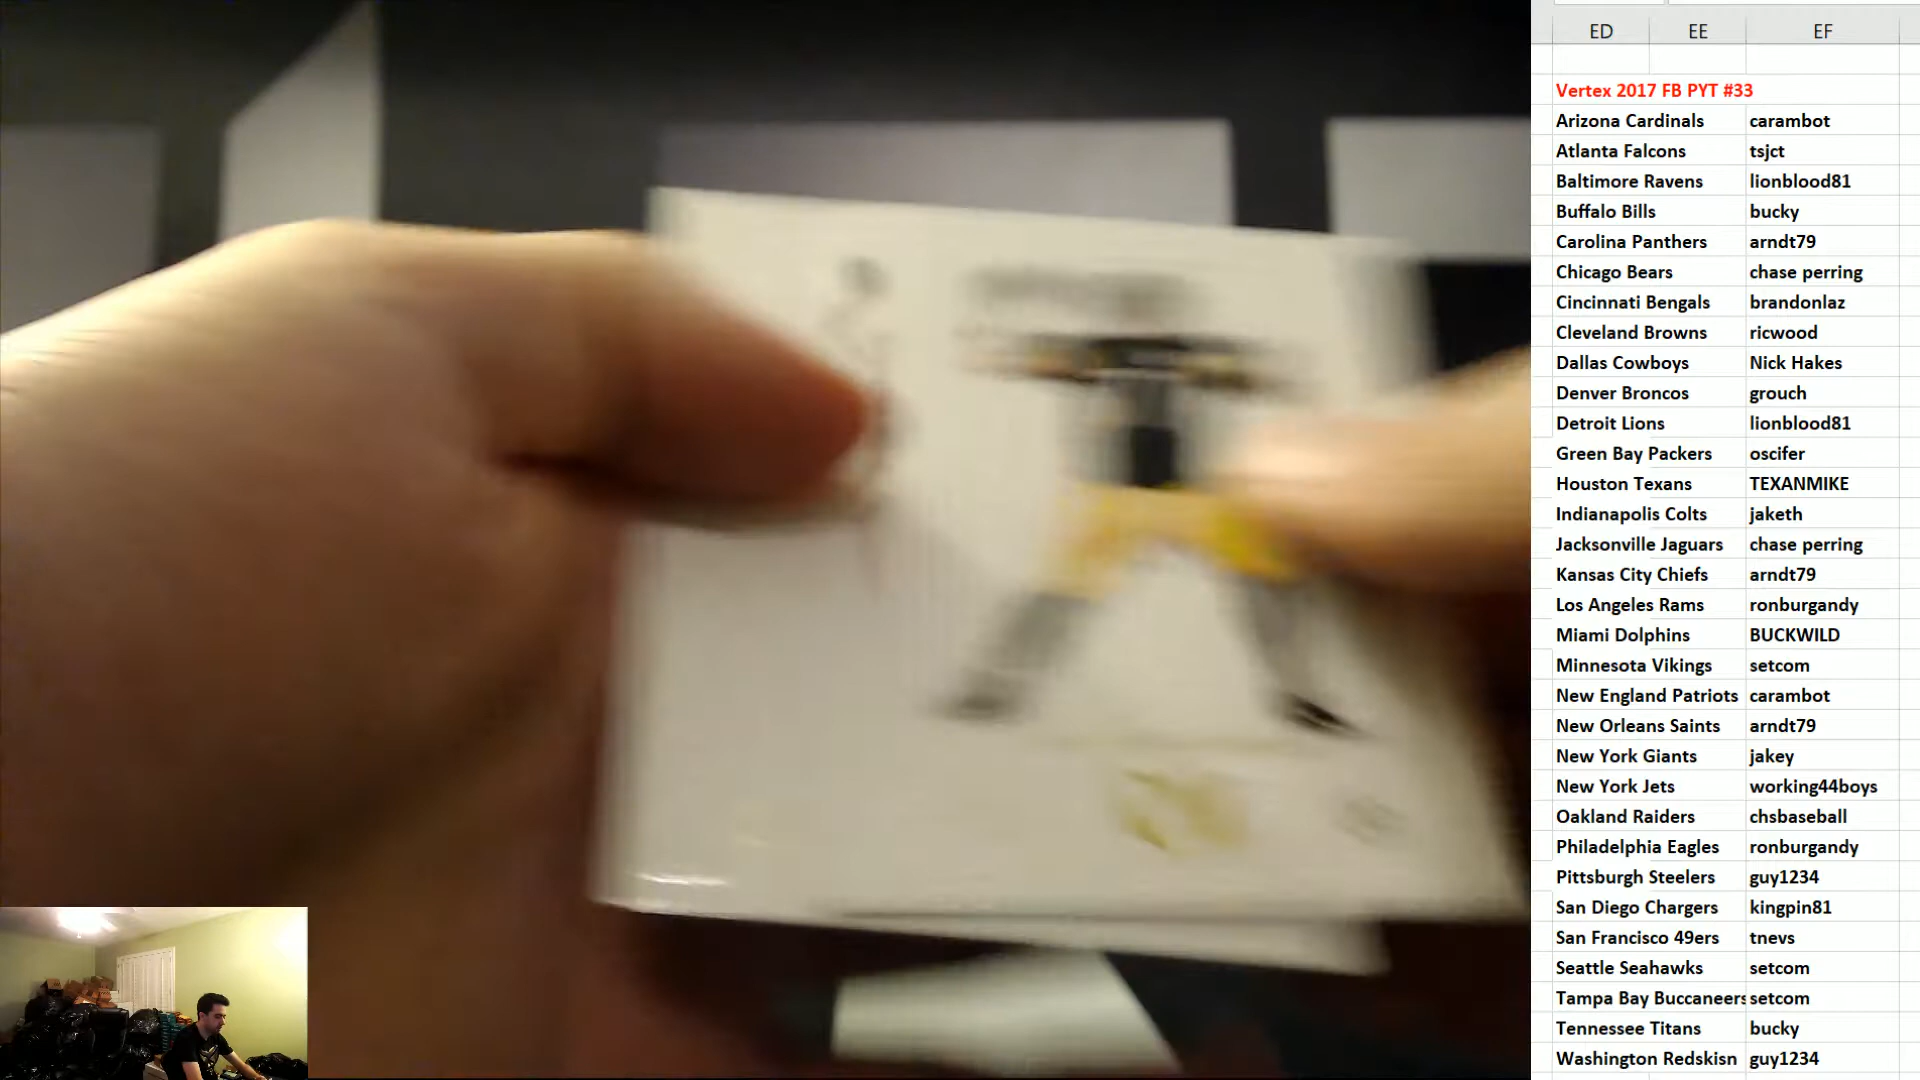 ED EE EF
Vertex 2017 FB PYT #33
Arizona Cardinals carambot
Atlanta Falcons tsjct
Baltimore Ravens lionblood81
Buffalo Bills bucky
Carolina Panthers arndt79
Chicago Bears chase perring
Cincinnati Bengals brandonlaz
Cleveland Browns ricwood
Dallas Cowboys Nick Hakes
Denver Broncos grouch
Detroit Lions lionblood81
Green Bay Packers oscifer
Houston Texans TEXANMIKE
Indianapolis Colts jaketh
Jacksonville Jaguars chase perring
Kansas City Chiefs arndt79
Los Angeles Rams ronburgandy
Miami Dolphins BUCKWILD
Minnesota Vikings setcom
New England Patriots carambot
New Orleans Saints arndt79
New York Giants jakey
New York Jets working44boys
Oakland Raiders chsbaseball
Philadelphia Eagles ronburgandy
Pittsburgh Steelers guy1234
San Diego Chargers kingpin81
San Francisco 49ers tnevs
Seattle Seahawks setcom
Tampa Bay Buccaneers setcom
Tennessee Titans bucky
Washington Redskisn guy1234